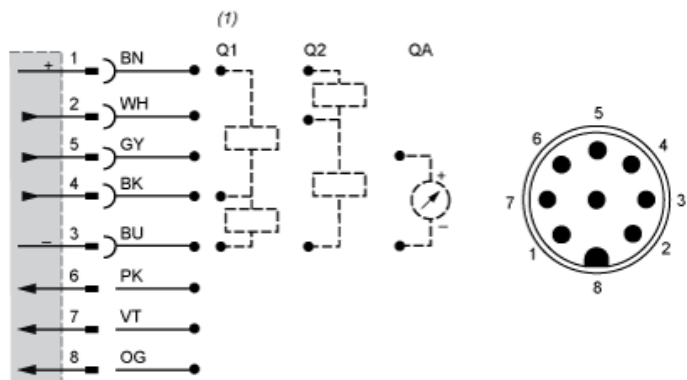 (1)
Q1 Q2 QA
+ 1 BN
2 WH
5 GY
4 BK
− 3 BU
6 PK
7 VT
8 OG
+
−
5
6 4
7 3
1 2
8